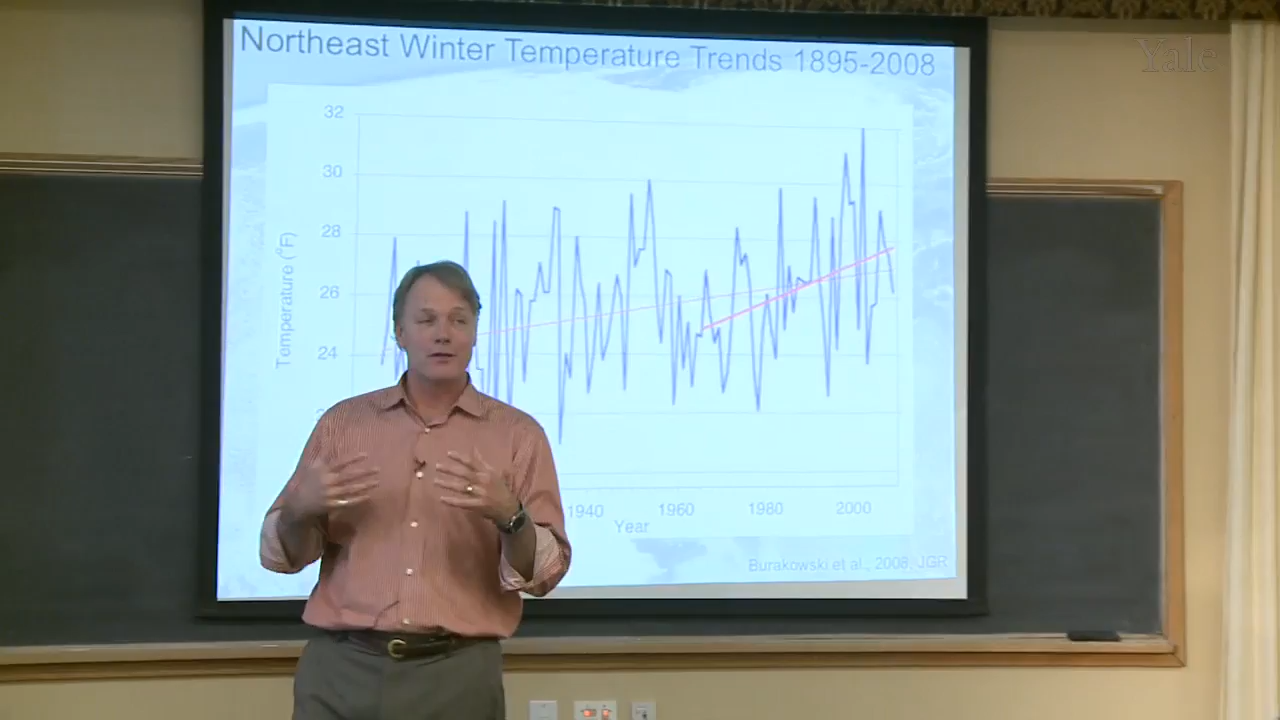 Northeast Winter Temperature Trends 1895-2008
Yale
32
30
28
26
24
Temperature (°F)
1940 1960 1980 2000
Year
Burakowski et al., 2008, JGR